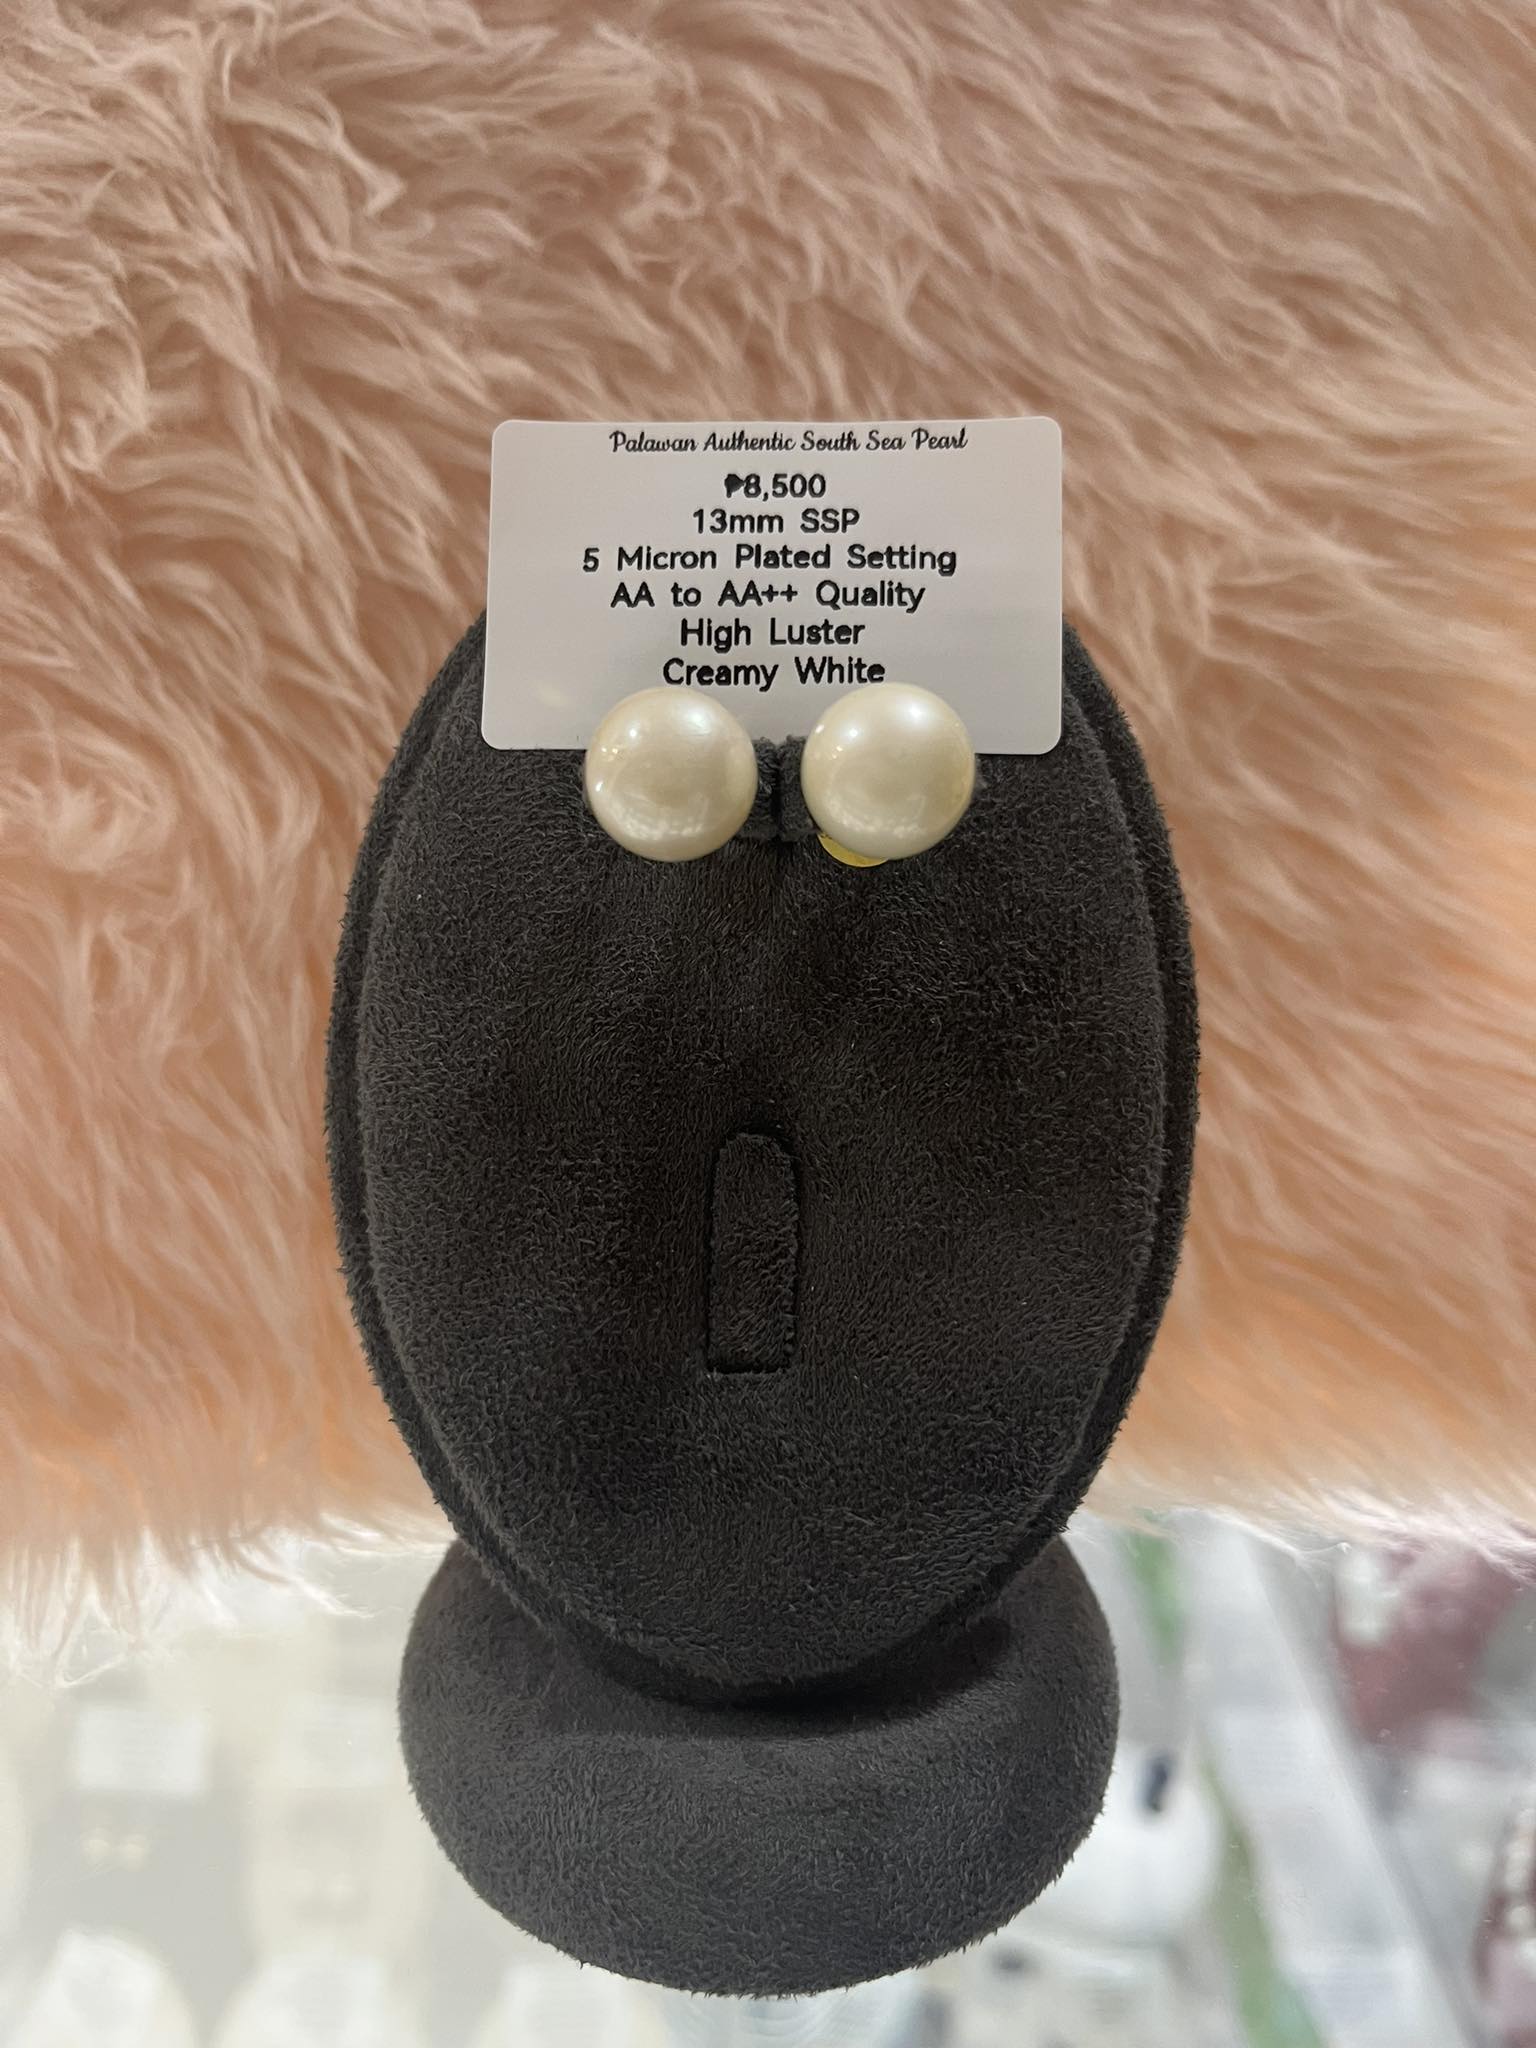 Palawan Authentic South Sea Pearl
₱8,500
13mm SSP
5 Micron Plated Setting
AA to AA++ Quality
High Luster
Creamy White